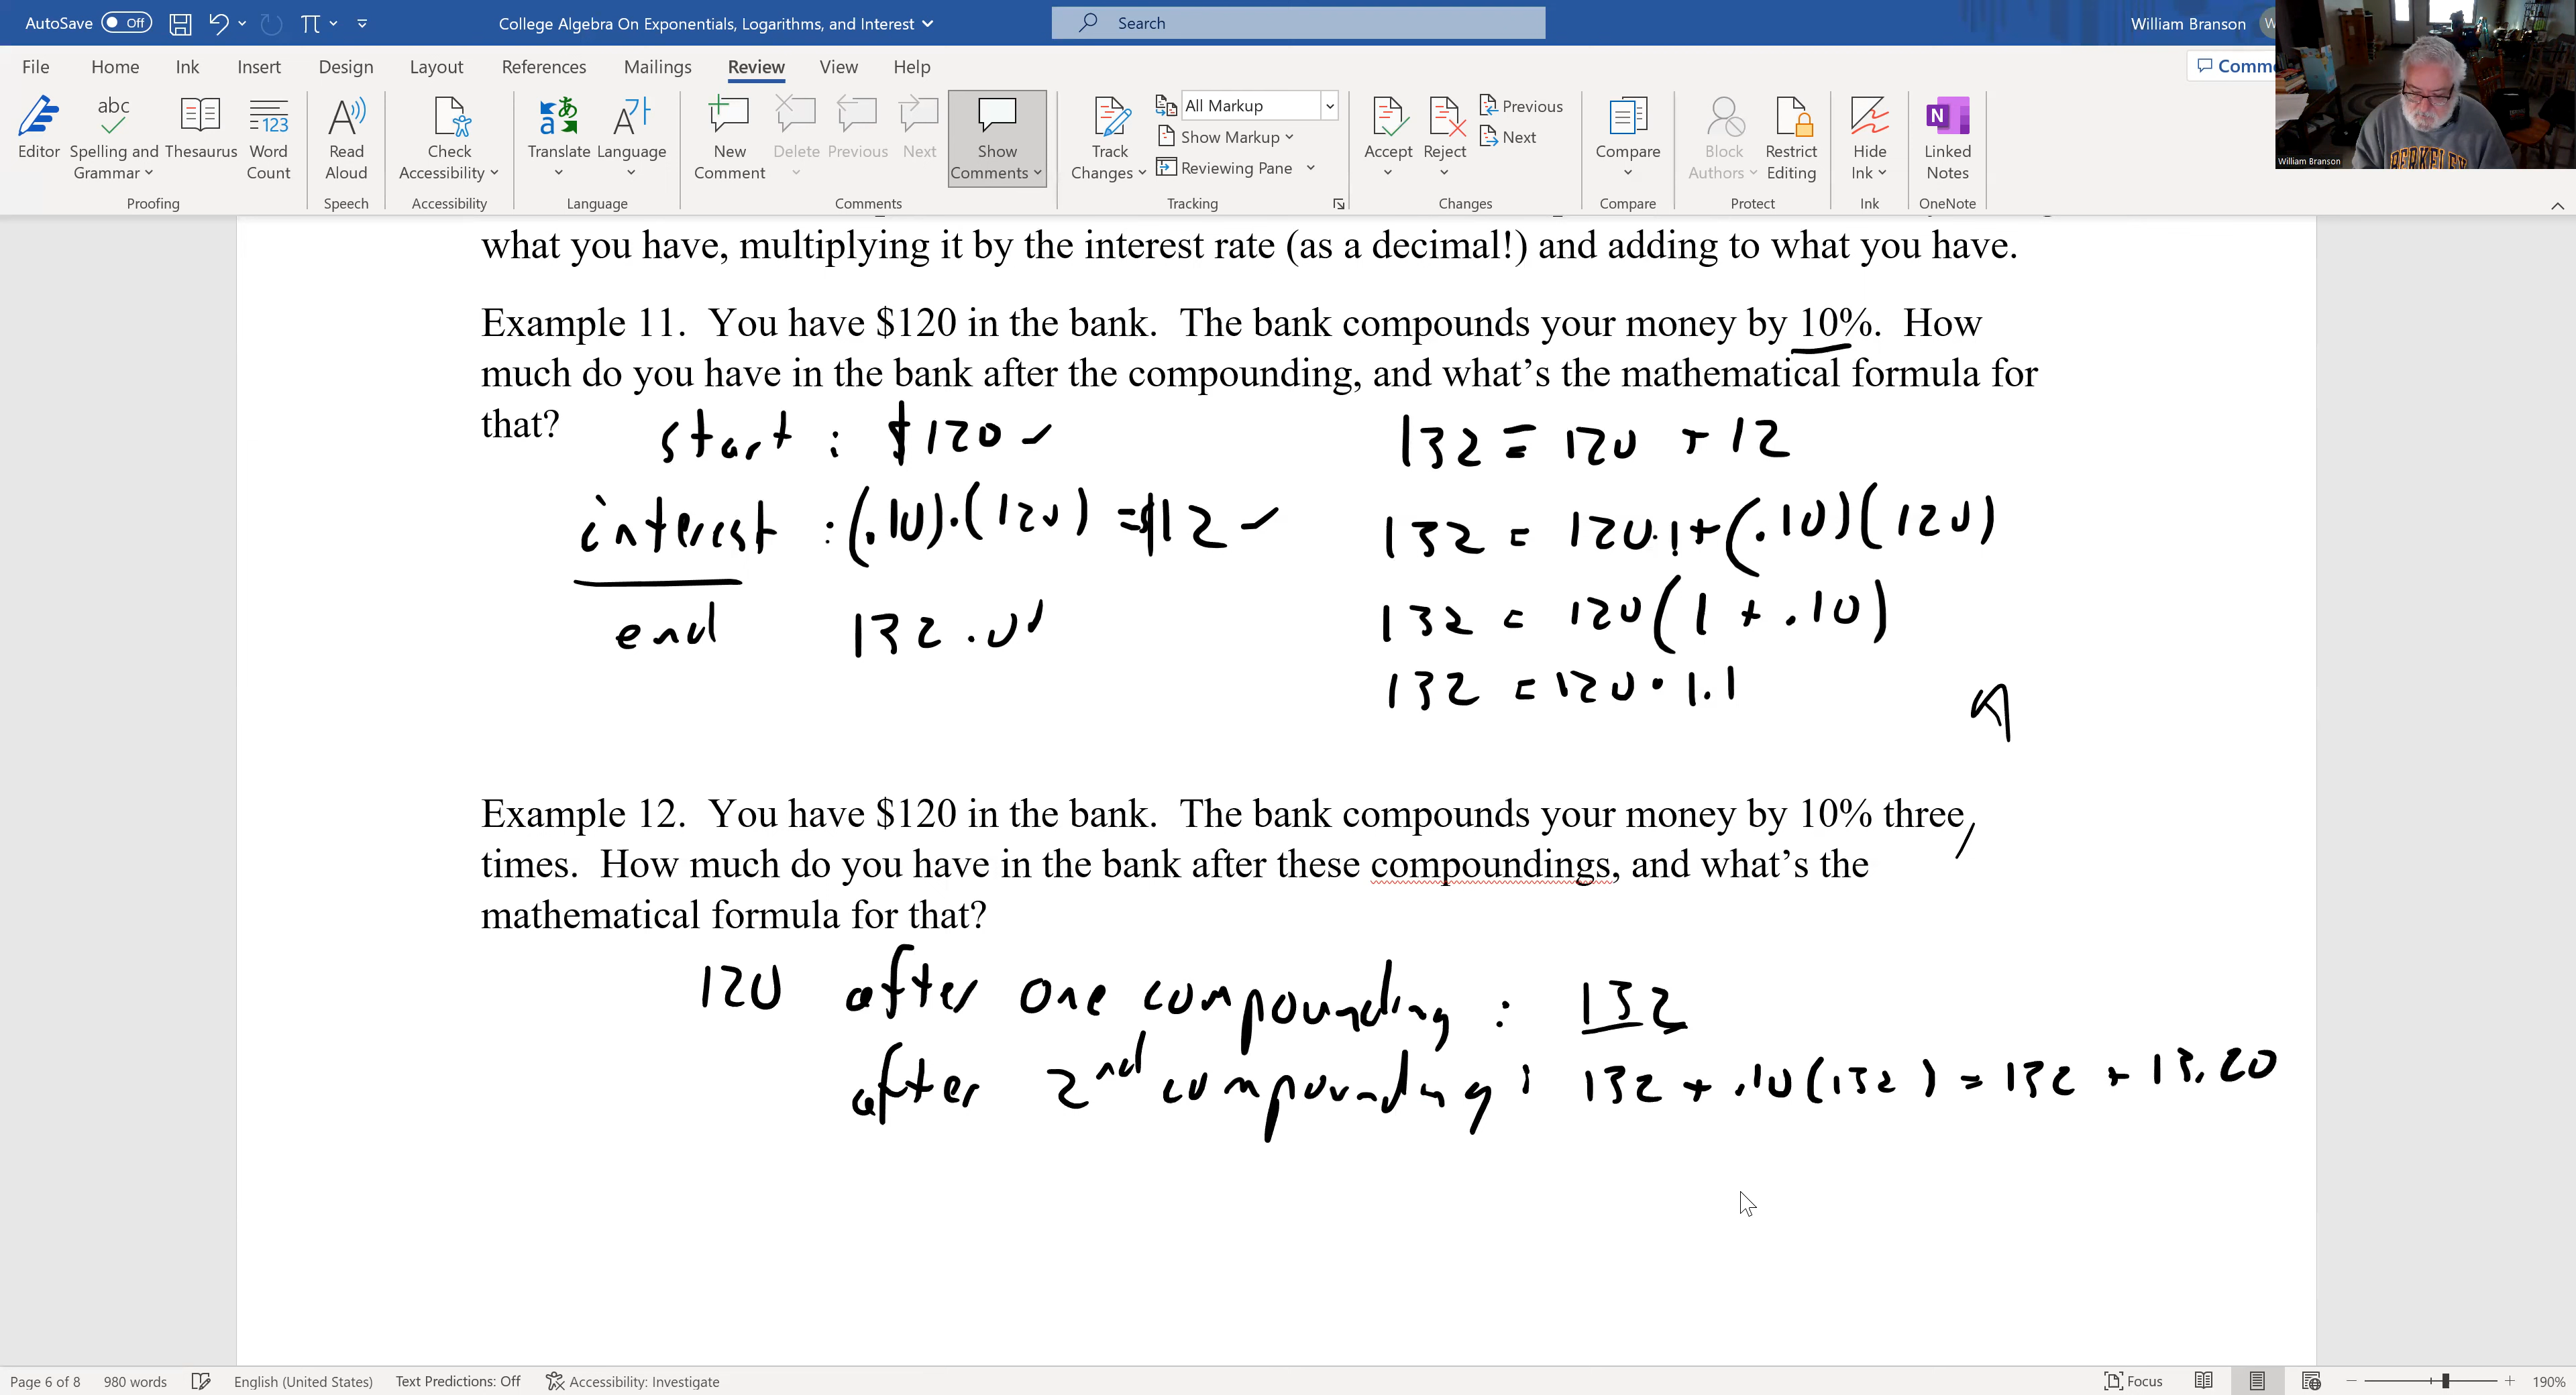 AutoSave Off
College Algebra On Exponentials, Logarithms, and Interest
Search
William Branson
File Home Ink Insert Design Layout References Mailings Review View Help
Comme
Editor
Spelling and Grammar
Thesaurus
Word Count
Read Aloud
Check Accessibility
Translate
Language
New Comment
Delete
Previous
Next
Show Comments
Track Changes
All Markup
Show Markup
Reviewing Pane
Accept
Reject
Previous
Next
Compare
Block Authors
Restrict Editing
Hide Ink
Linked Notes
Proofing Speech Accessibility Language Comments Tracking Changes Compare Protect Ink OneNote
William Branson
BERKELEY
what you have, multiplying it by the interest rate (as a decimal!) and adding to what you have.
Example 11. You have $120 in the bank. The bank compounds your money by 10%. How
much do you have in the bank after the compounding, and what’s the mathematical formula for
that?
start : $120
interest : (.10)·(120) = $12
end 132.00
132 = 120 + 12
132 = 120·1+(.10)(120)
132 = 120(1 + .10)
132 = 120·1.1
Example 12. You have $120 in the bank. The bank compounds your money by 10% three
times. How much do you have in the bank after these compoundings, and what’s the
mathematical formula for that?
120 after one compounding : 132
after 2nd compounding : 132 + .10(132) = 132 + 13.20
Page 6 of 8 980 words English (United States) Text Predictions: Off Accessibility: Investigate Focus 190%